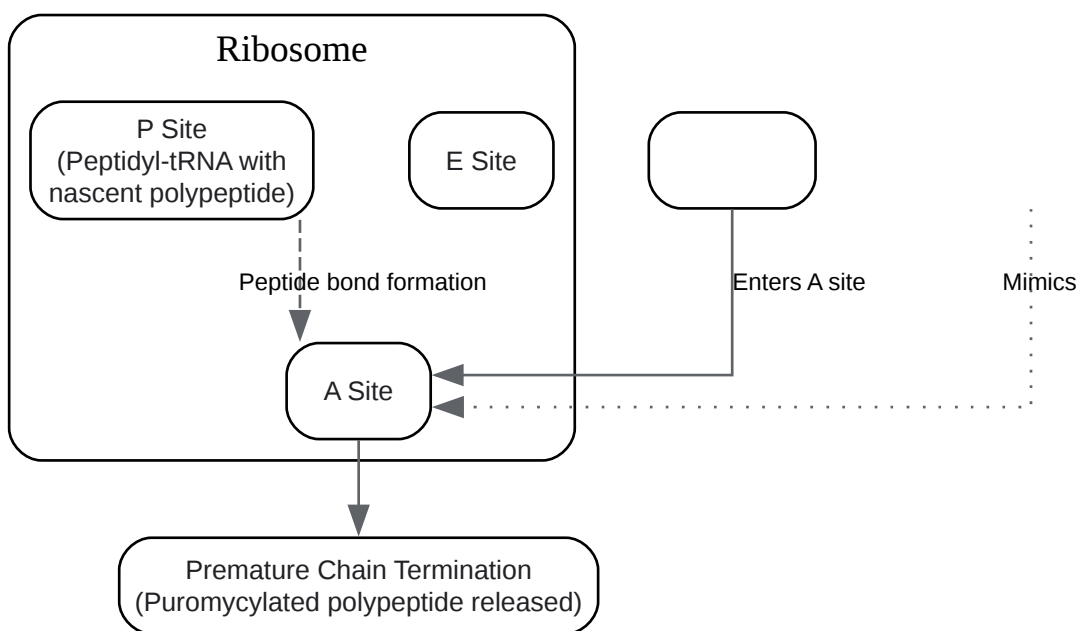 Ribosome
P Site
(Peptidyl-tRNA with
nascent polypeptide)
E Site
Peptide bond formation
Enters A site
Mimics
A Site
Premature Chain Termination
(Puromycylated polypeptide released)